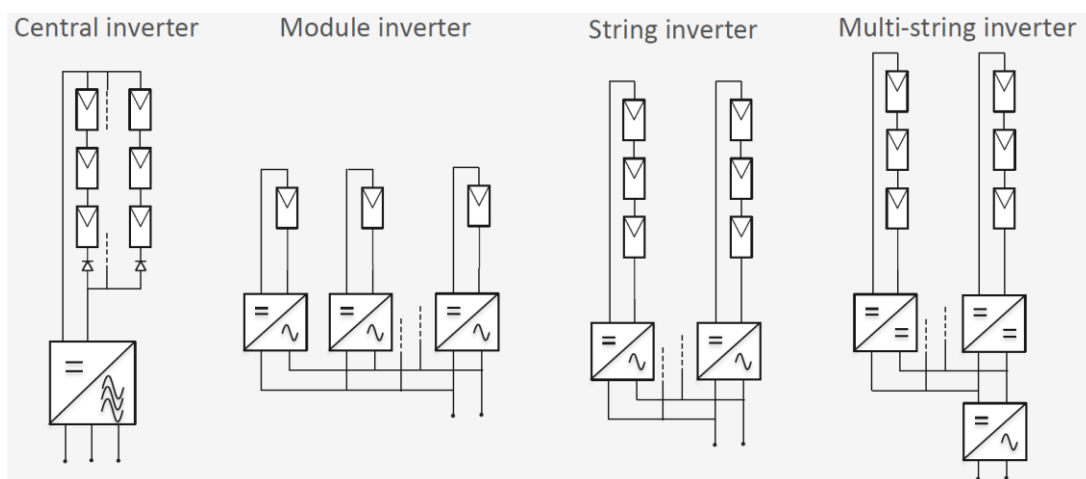 Central inverter
Module inverter
String inverter
Multi-string inverter